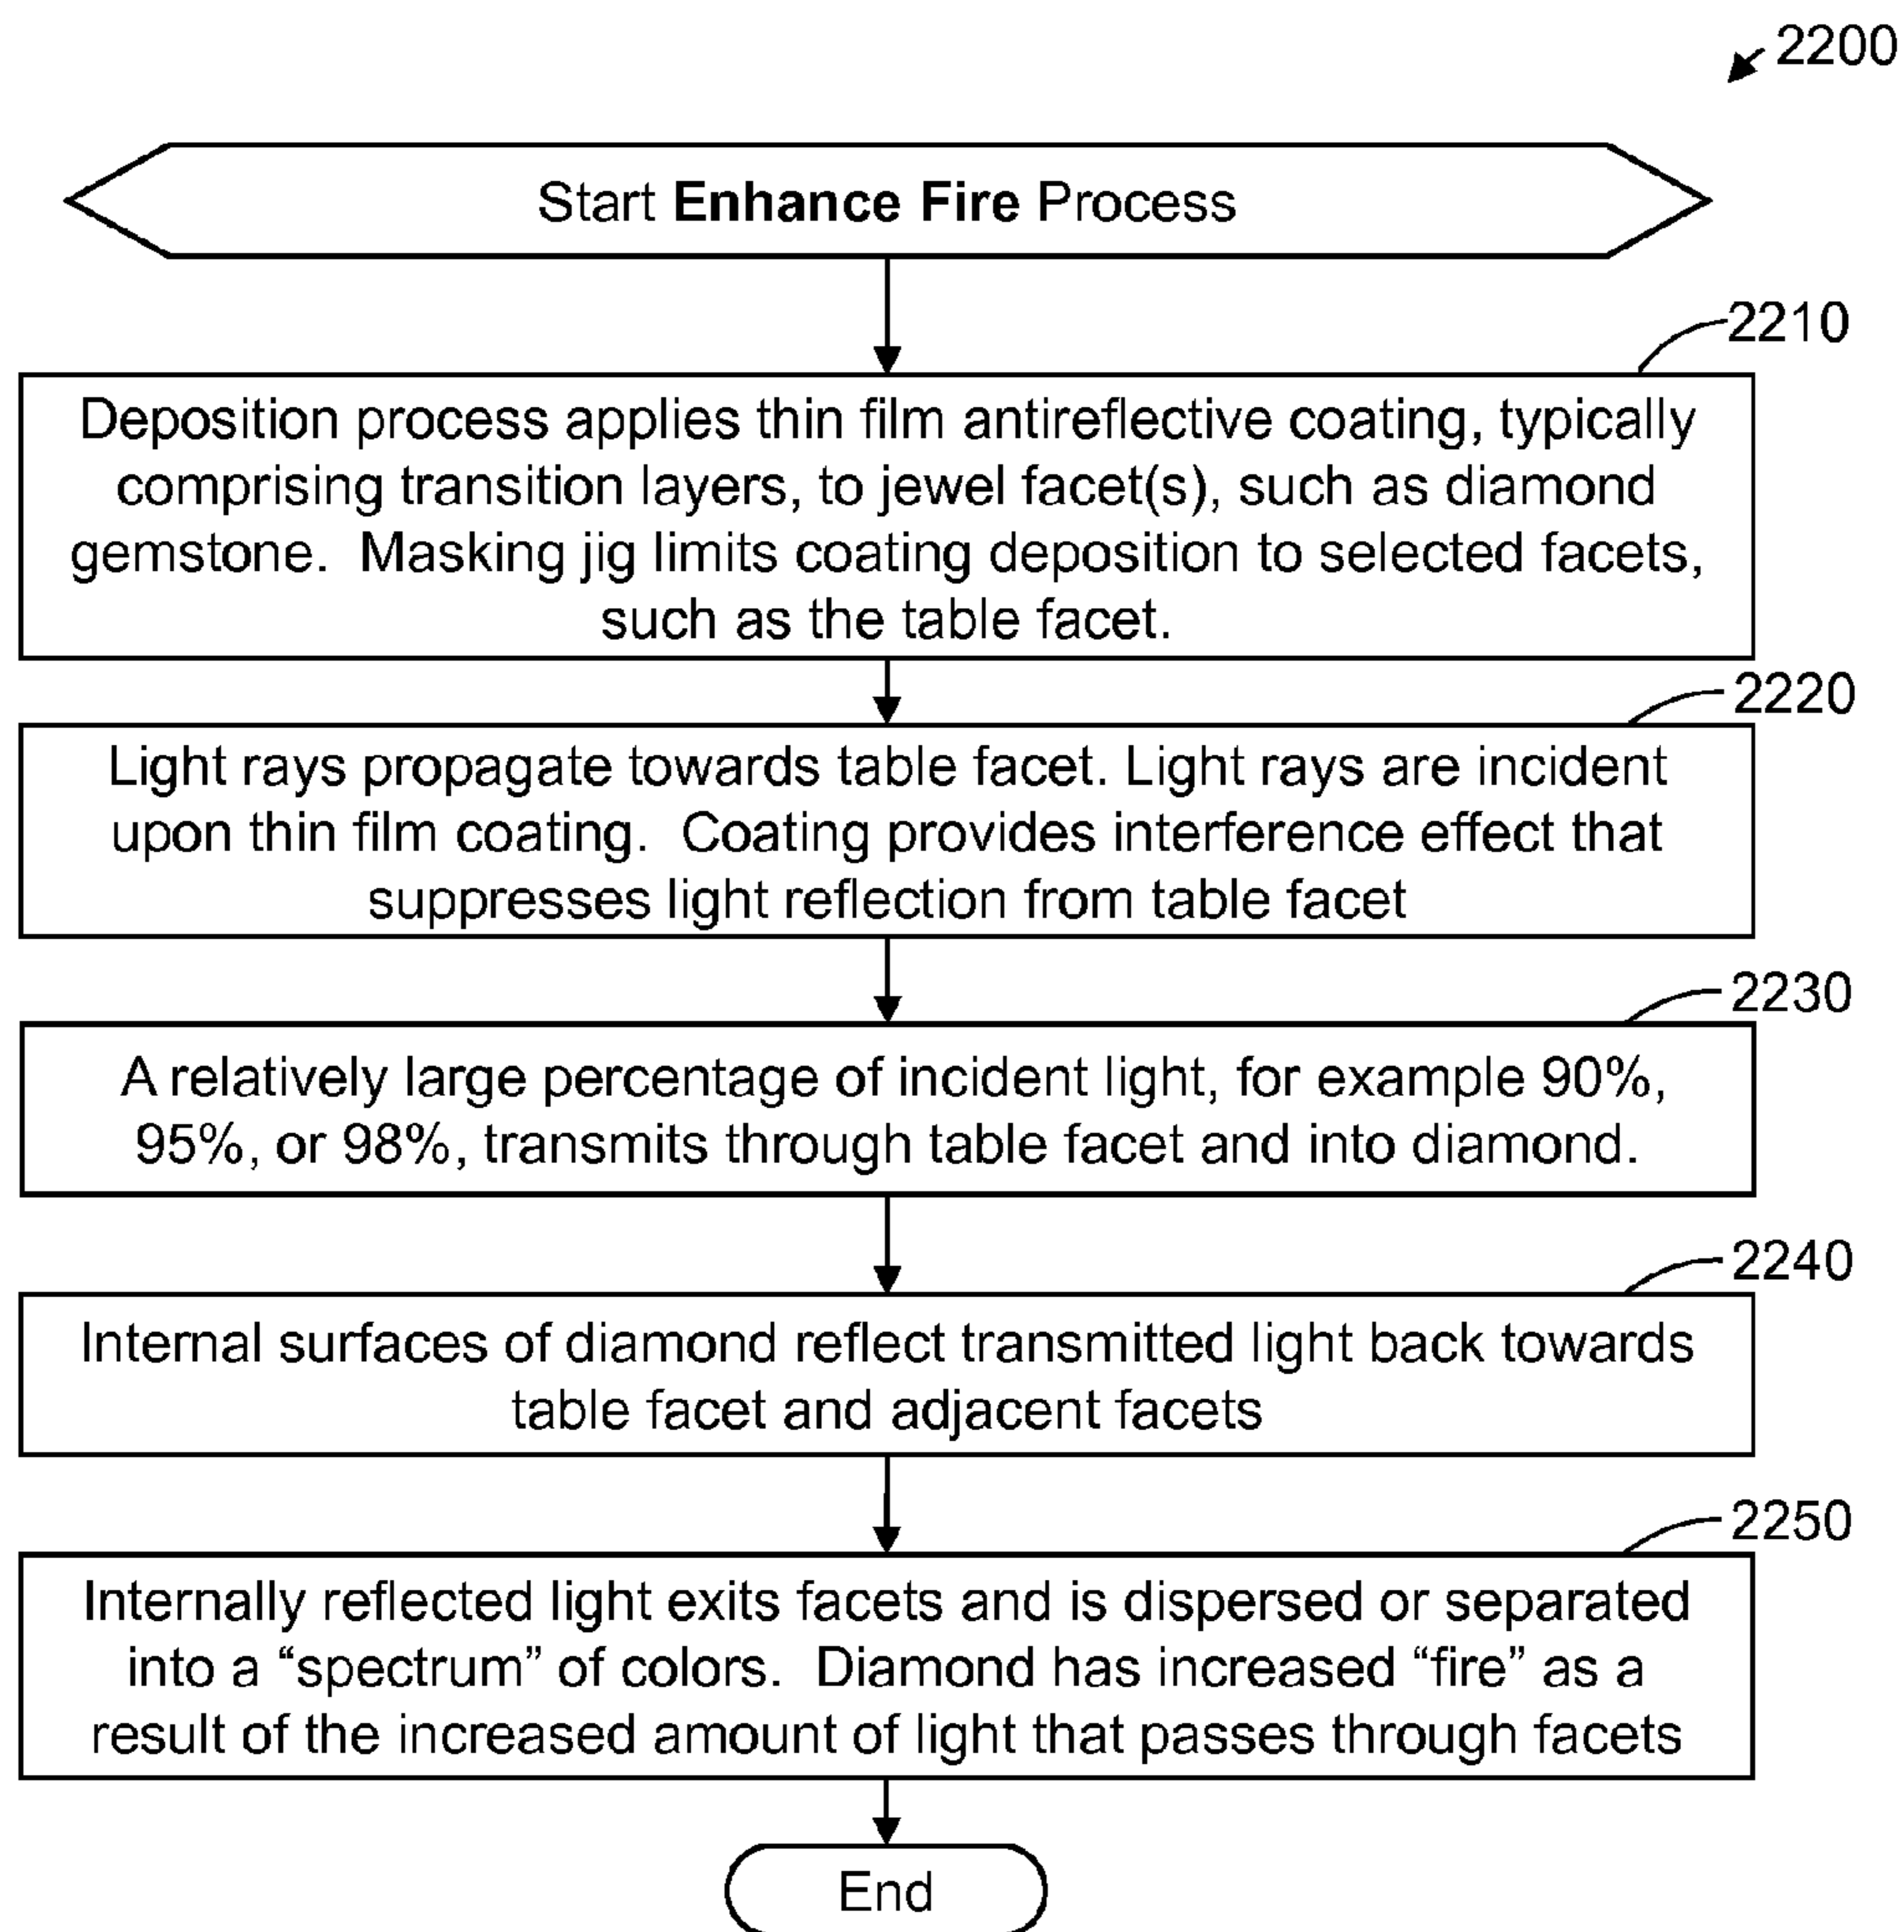 2200
Start Enhance Fire Process
2210
Deposition process applies thin film antireflective coating, typically
comprising transition layers, to jewel facet(s), such as diamond
gemstone.  Masking jig limits coating deposition to selected facets,
such as the table facet.
2220
Light rays propagate towards table facet. Light rays are incident
upon thin film coating.  Coating provides interference effect that
suppresses light reflection from table facet
2230
A relatively large percentage of incident light, for example 90%,
95%, or 98%, transmits through table facet and into diamond.
2240
Internal surfaces of diamond reflect transmitted light back towards
table facet and adjacent facets
2250
Internally reflected light exits facets and is dispersed or separated
into a “spectrum” of colors.  Diamond has increased “fire” as a
result of the increased amount of light that passes through facets
End